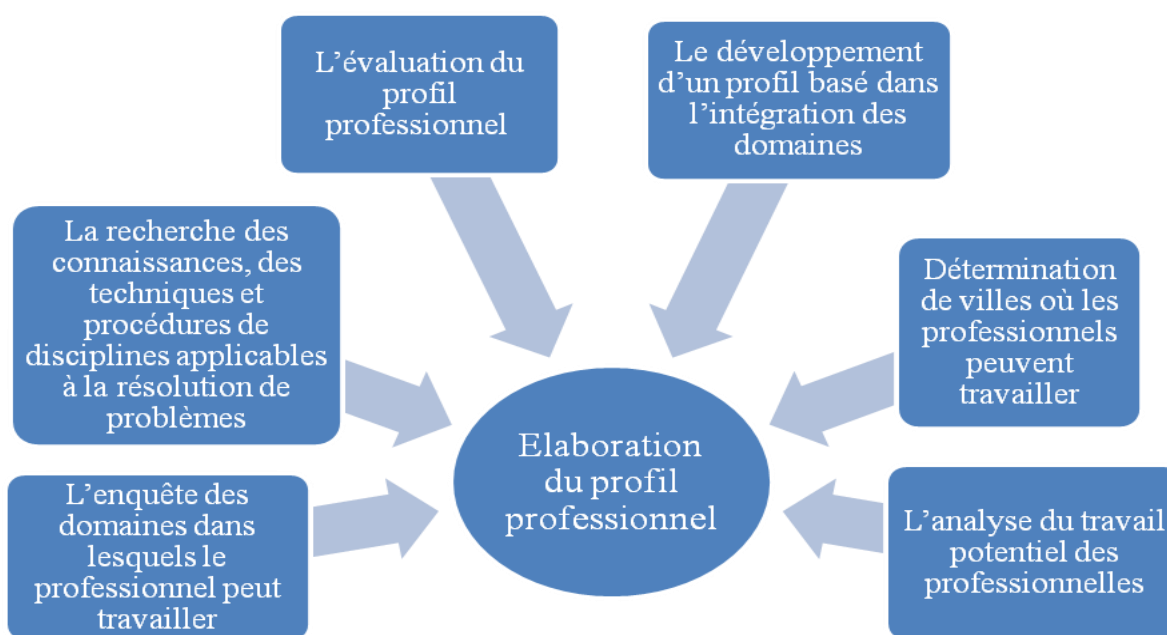 L’évaluation du
profil
professionnel
Le développement
d’un profil basé dans
l’intégration des
domaines
La recherche des
connaissances, des
techniques et
procédures de
disciplines applicables
à la résolution de
problèmes
Détermination
de villes où les
professionnels
peuvent
travailler
Elaboration
du profil
professionnel
L’enquête des
domaines dans
lesquels le
professionnel peut
travailler
L’analyse du travail
potentiel des
professionnelles